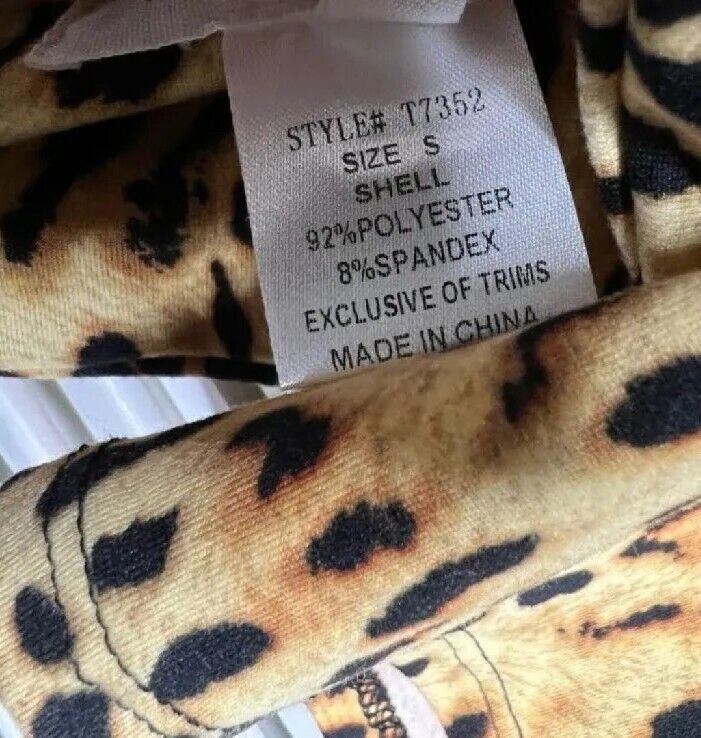 STYLE# T7352
SIZE S
SHELL
92%POLYESTER
8%SPANDEX
EXCLUSIVE OF TRIMS
MADE IN CHINA